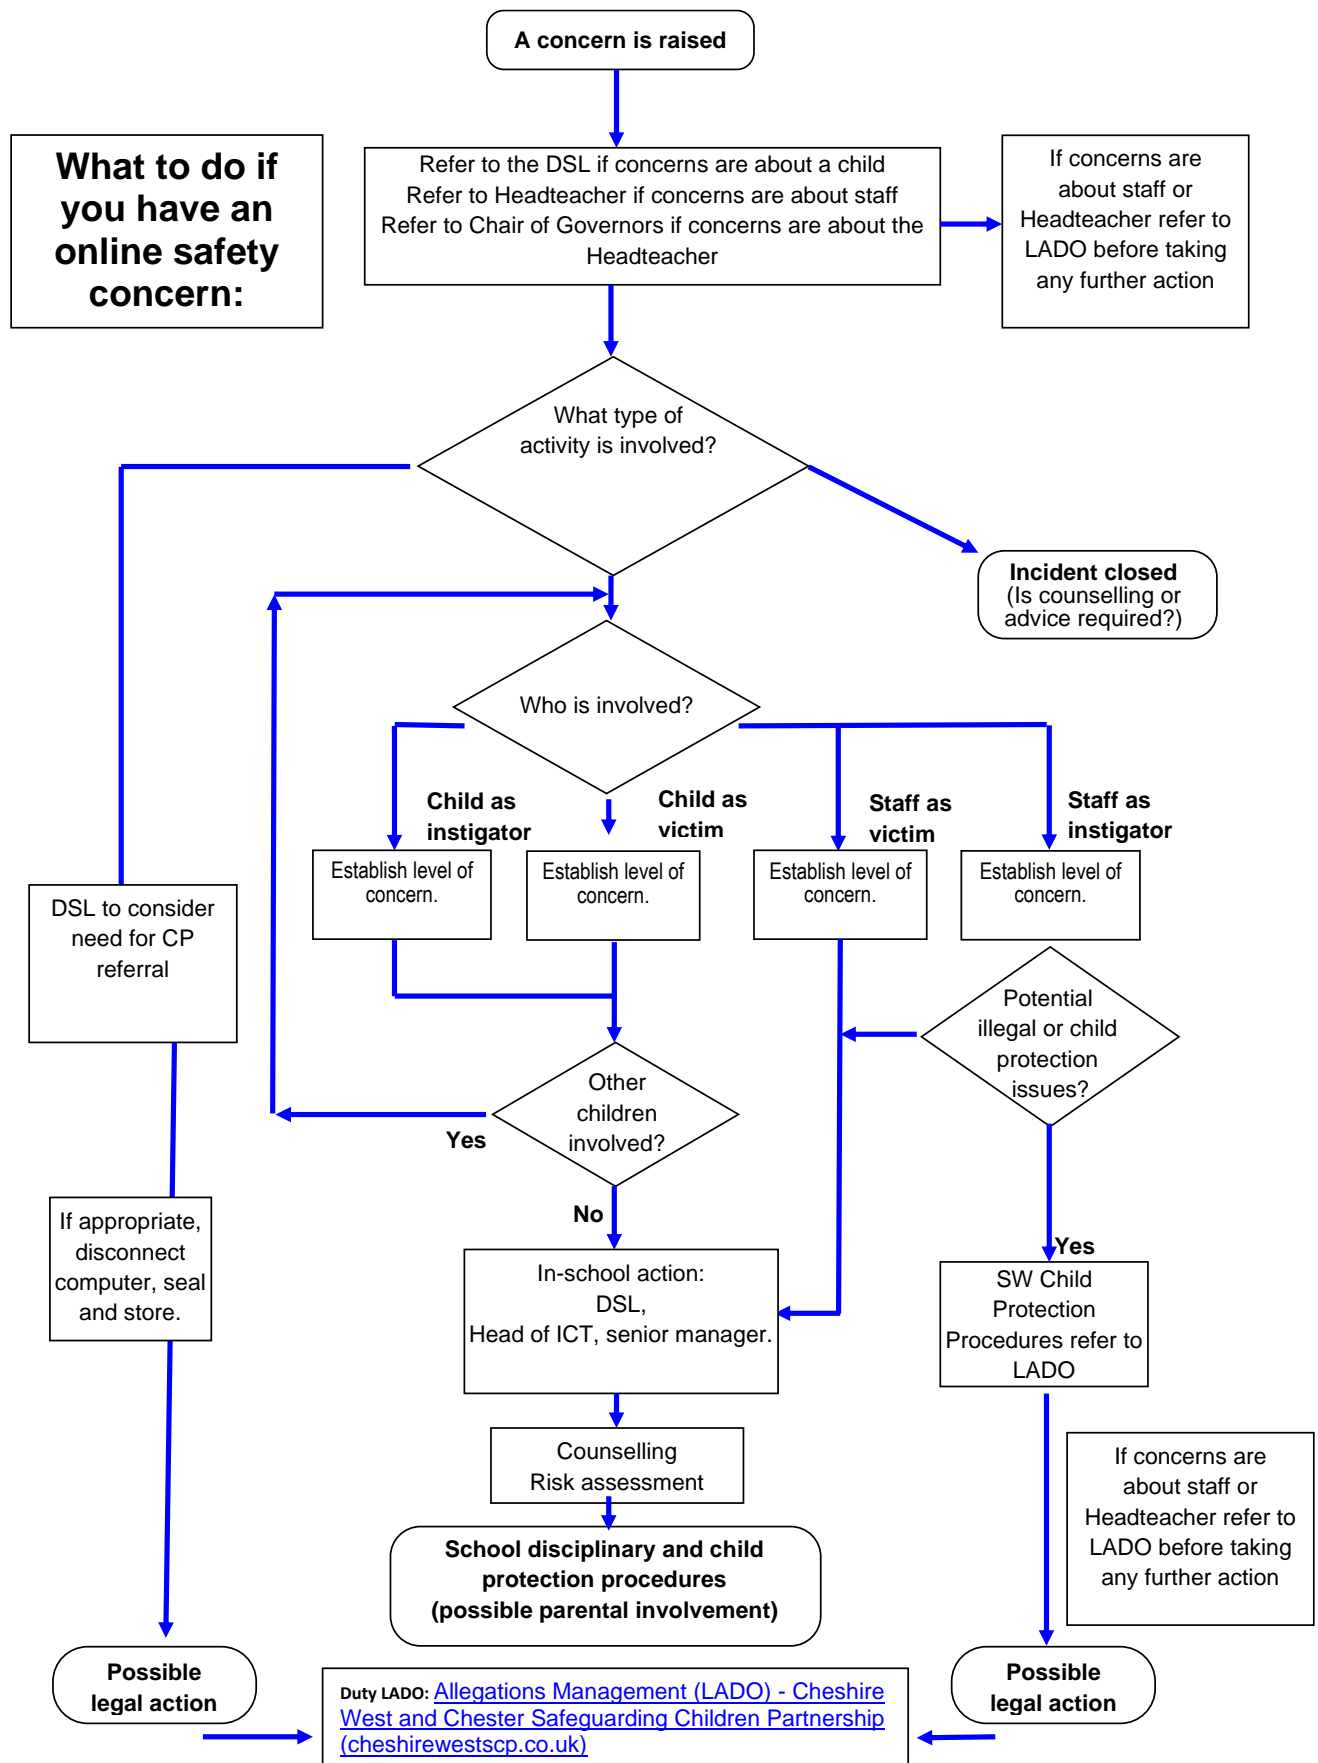 A concern is raised
What to do if
you have an
online safety
concern:
Refer to the DSL if concerns are about a child
Refer to Headteacher if concerns are about staff
Refer to Chair of Governors if concerns are about the
Headteacher
If concerns are
about staff or
Headteacher refer to
LADO before taking
any further action
What type of
activity is involved?
Incident closed
(Is counselling or
advice required?)
Who is involved?
Child as
instigator
Child as
victim
Staff as
victim
Staff as
instigator
Establish level of
concern.
Establish level of
concern.
Establish level of
concern.
Establish level of
concern.
DSL to consider
need for CP
referral
Potential
illegal or child
protection
issues?
Other
children
involved?
Yes
No
Yes
If appropriate,
disconnect
computer, seal
and store.
In-school action:
DSL,
Head of ICT, senior manager.
SW Child
Protection
Procedures refer to
LADO
Counselling
Risk assessment
If concerns are
about staff or
Headteacher refer to
LADO before taking
any further action
School disciplinary and child
protection procedures
(possible parental involvement)
Possible
legal action
Possible
legal action
Duty LADO: Allegations Management (LADO) - Cheshire
West and Chester Safeguarding Children Partnership
(cheshirewestscp.co.uk)